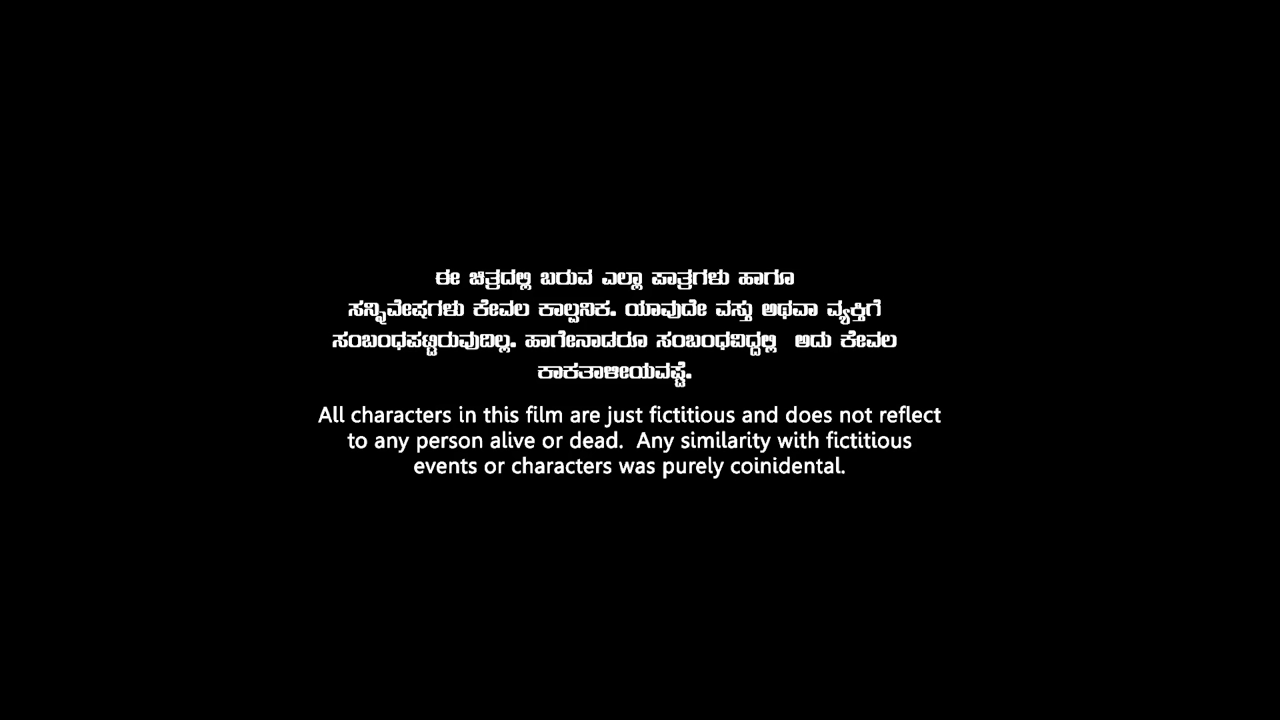 ಈ ಚಿತ್ರದಲ್ಲಿ ಬರುವ ಎಲ್ಲಾ ಪಾತ್ರಗಳು ಹಾಗೂ
ಸನ್ನಿವೇಷಗಳು ಕೇವಲ ಕಾಲ್ಪನಿಕ. ಯಾವುದೇ ವಸ್ತು ಅಥವಾ ವ್ಯಕ್ತಿಗೆ
ಸಂಬಂಧಪಟ್ಟಿರುವುದಿಲ್ಲ. ಹಾಗೇನಾದರೂ ಸಂಬಂಧವಿದ್ದಲ್ಲಿ ಅದು ಕೇವಲ
ಕಾಕತಾಳೀಯವಷ್ಟೆ.
All characters in this film are just fictitious and does not reflect
to any person alive or dead. Any similarity with fictitious
events or characters was purely coinidental.